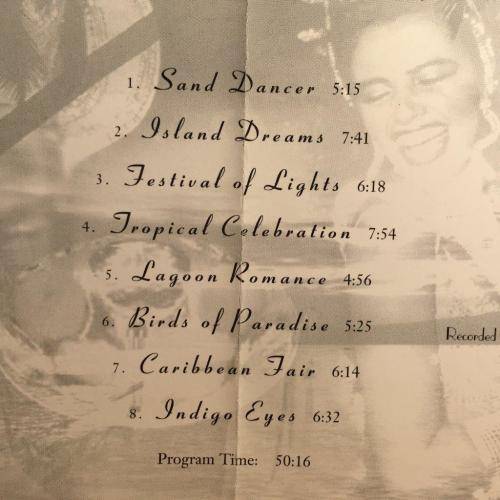 1. Sand Dancer 5:15
2. Island Dreams 7:41
3. Festival of Lights 6:18
4. Tropical Celebration 7:54
5. Lagoon Romance 4:56
6. Birds of Paradise 5:25
Recorded
7. Caribbean Fair 6:14
8. Indigo Eyes 6:32
Program Time: 50:16